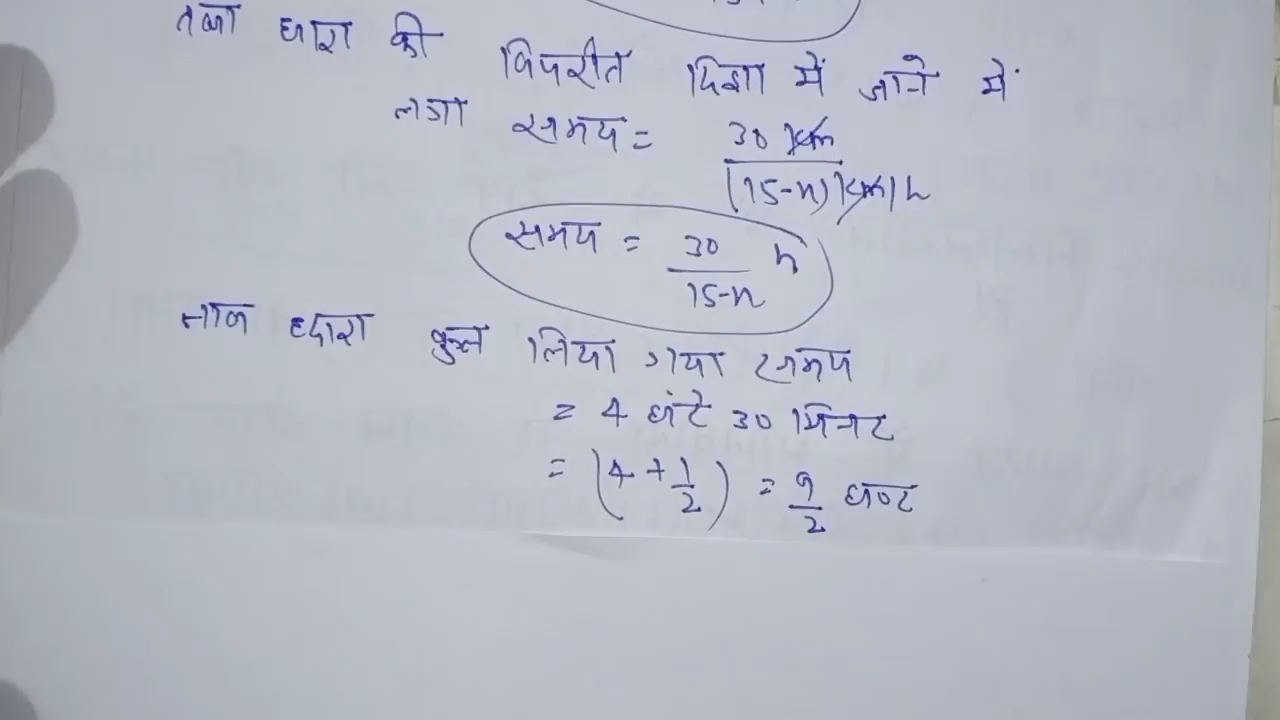 तथा धारा की विपरीत दिशा में जाने में
लगा समय = 30 km / (15-x) km/h
समय = 30 / 15-x h
नाव द्वारा कुल लिया गया समय
= 4 घंटे 30 मिनट
= (4 + 1/2) = 9/2 घण्टे